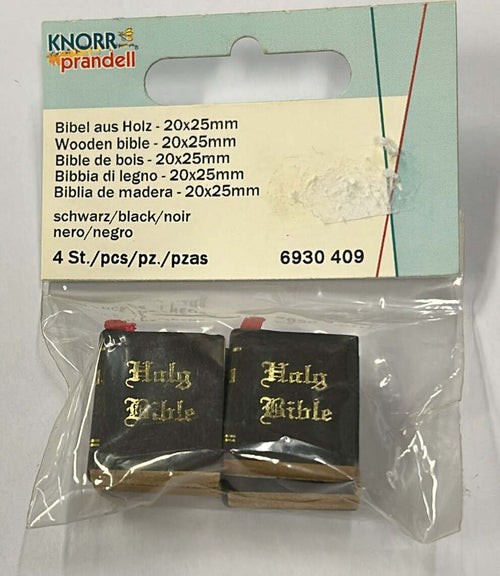 KNORR
prandell
Bibel aus Holz - 20x25mm
Wooden bible - 20x25mm
Bible de bois - 20x25mm
Bibbia di legno - 20x25mm
Biblia de madera - 20x25mm
schwarz/black/noir
nero/negro
4 St./pcs/pz./pzas
6930 409
Holy
Bible
Holy
Bible